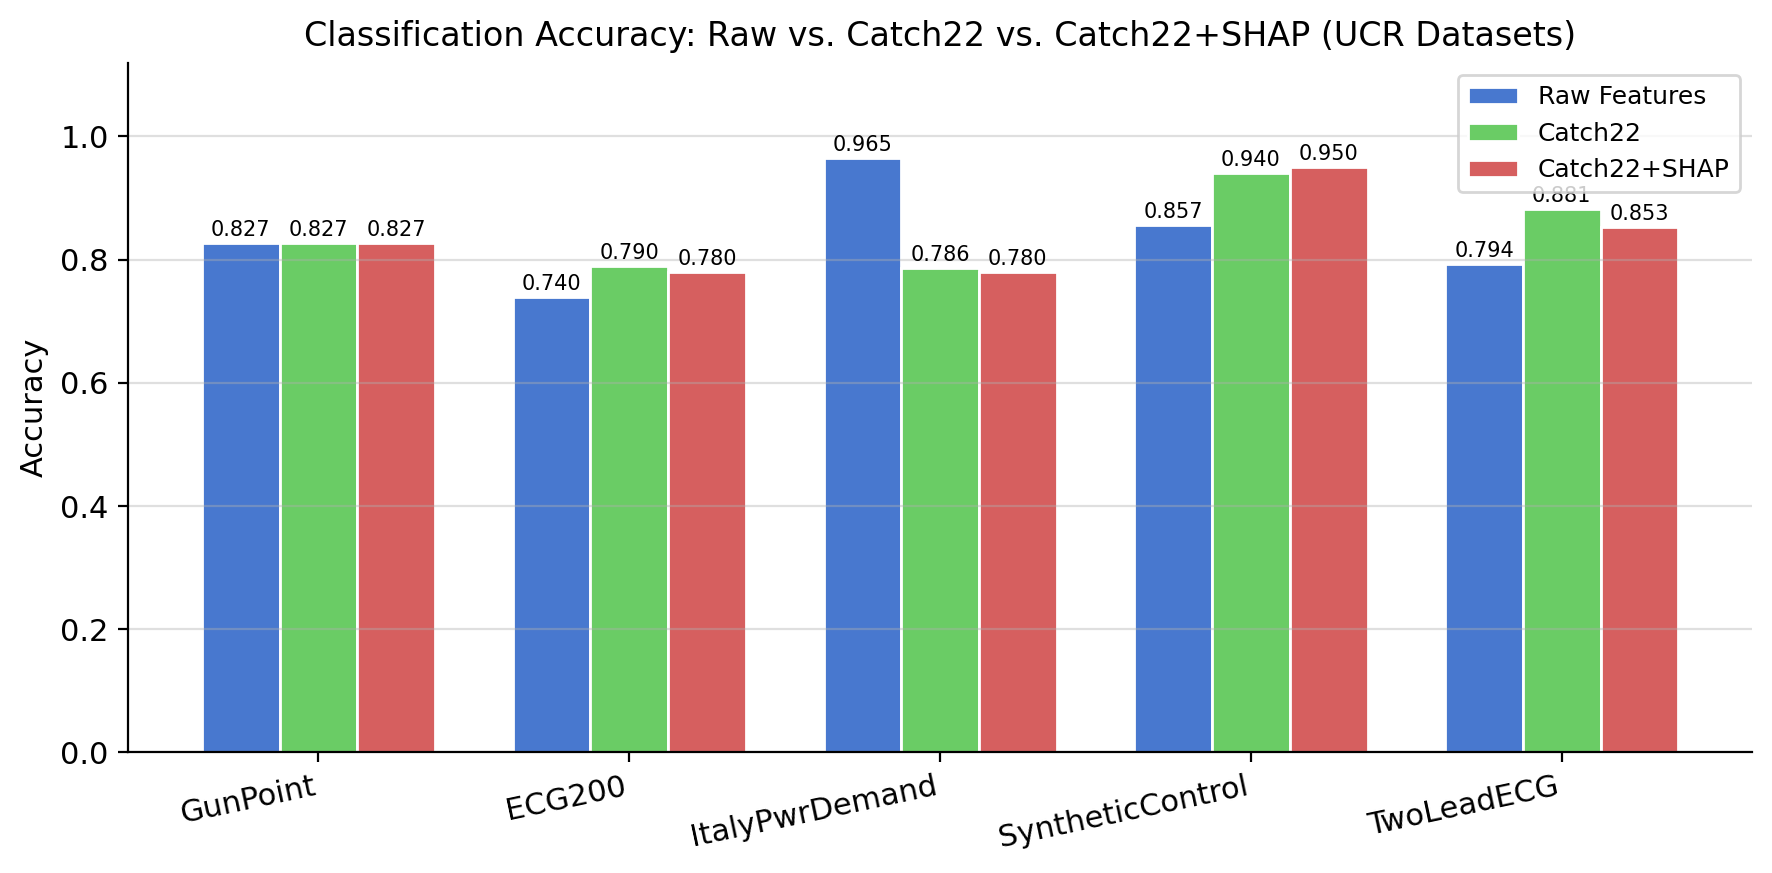 Classification Accuracy: Raw vs. Catch22 vs. Catch22+SHAP (UCR Datasets)
Raw Features
Catch22
Catch22+SHAP
Accuracy
1.0
0.8
0.6
0.4
0.2
0.0
0.827 0.827 0.827
0.740 0.790 0.780
0.965 0.786 0.780
0.857 0.940 0.950
0.794 0.881 0.853
GunPoint
ECG200
ItalyPwrDemand
SyntheticControl
TwoLeadECG